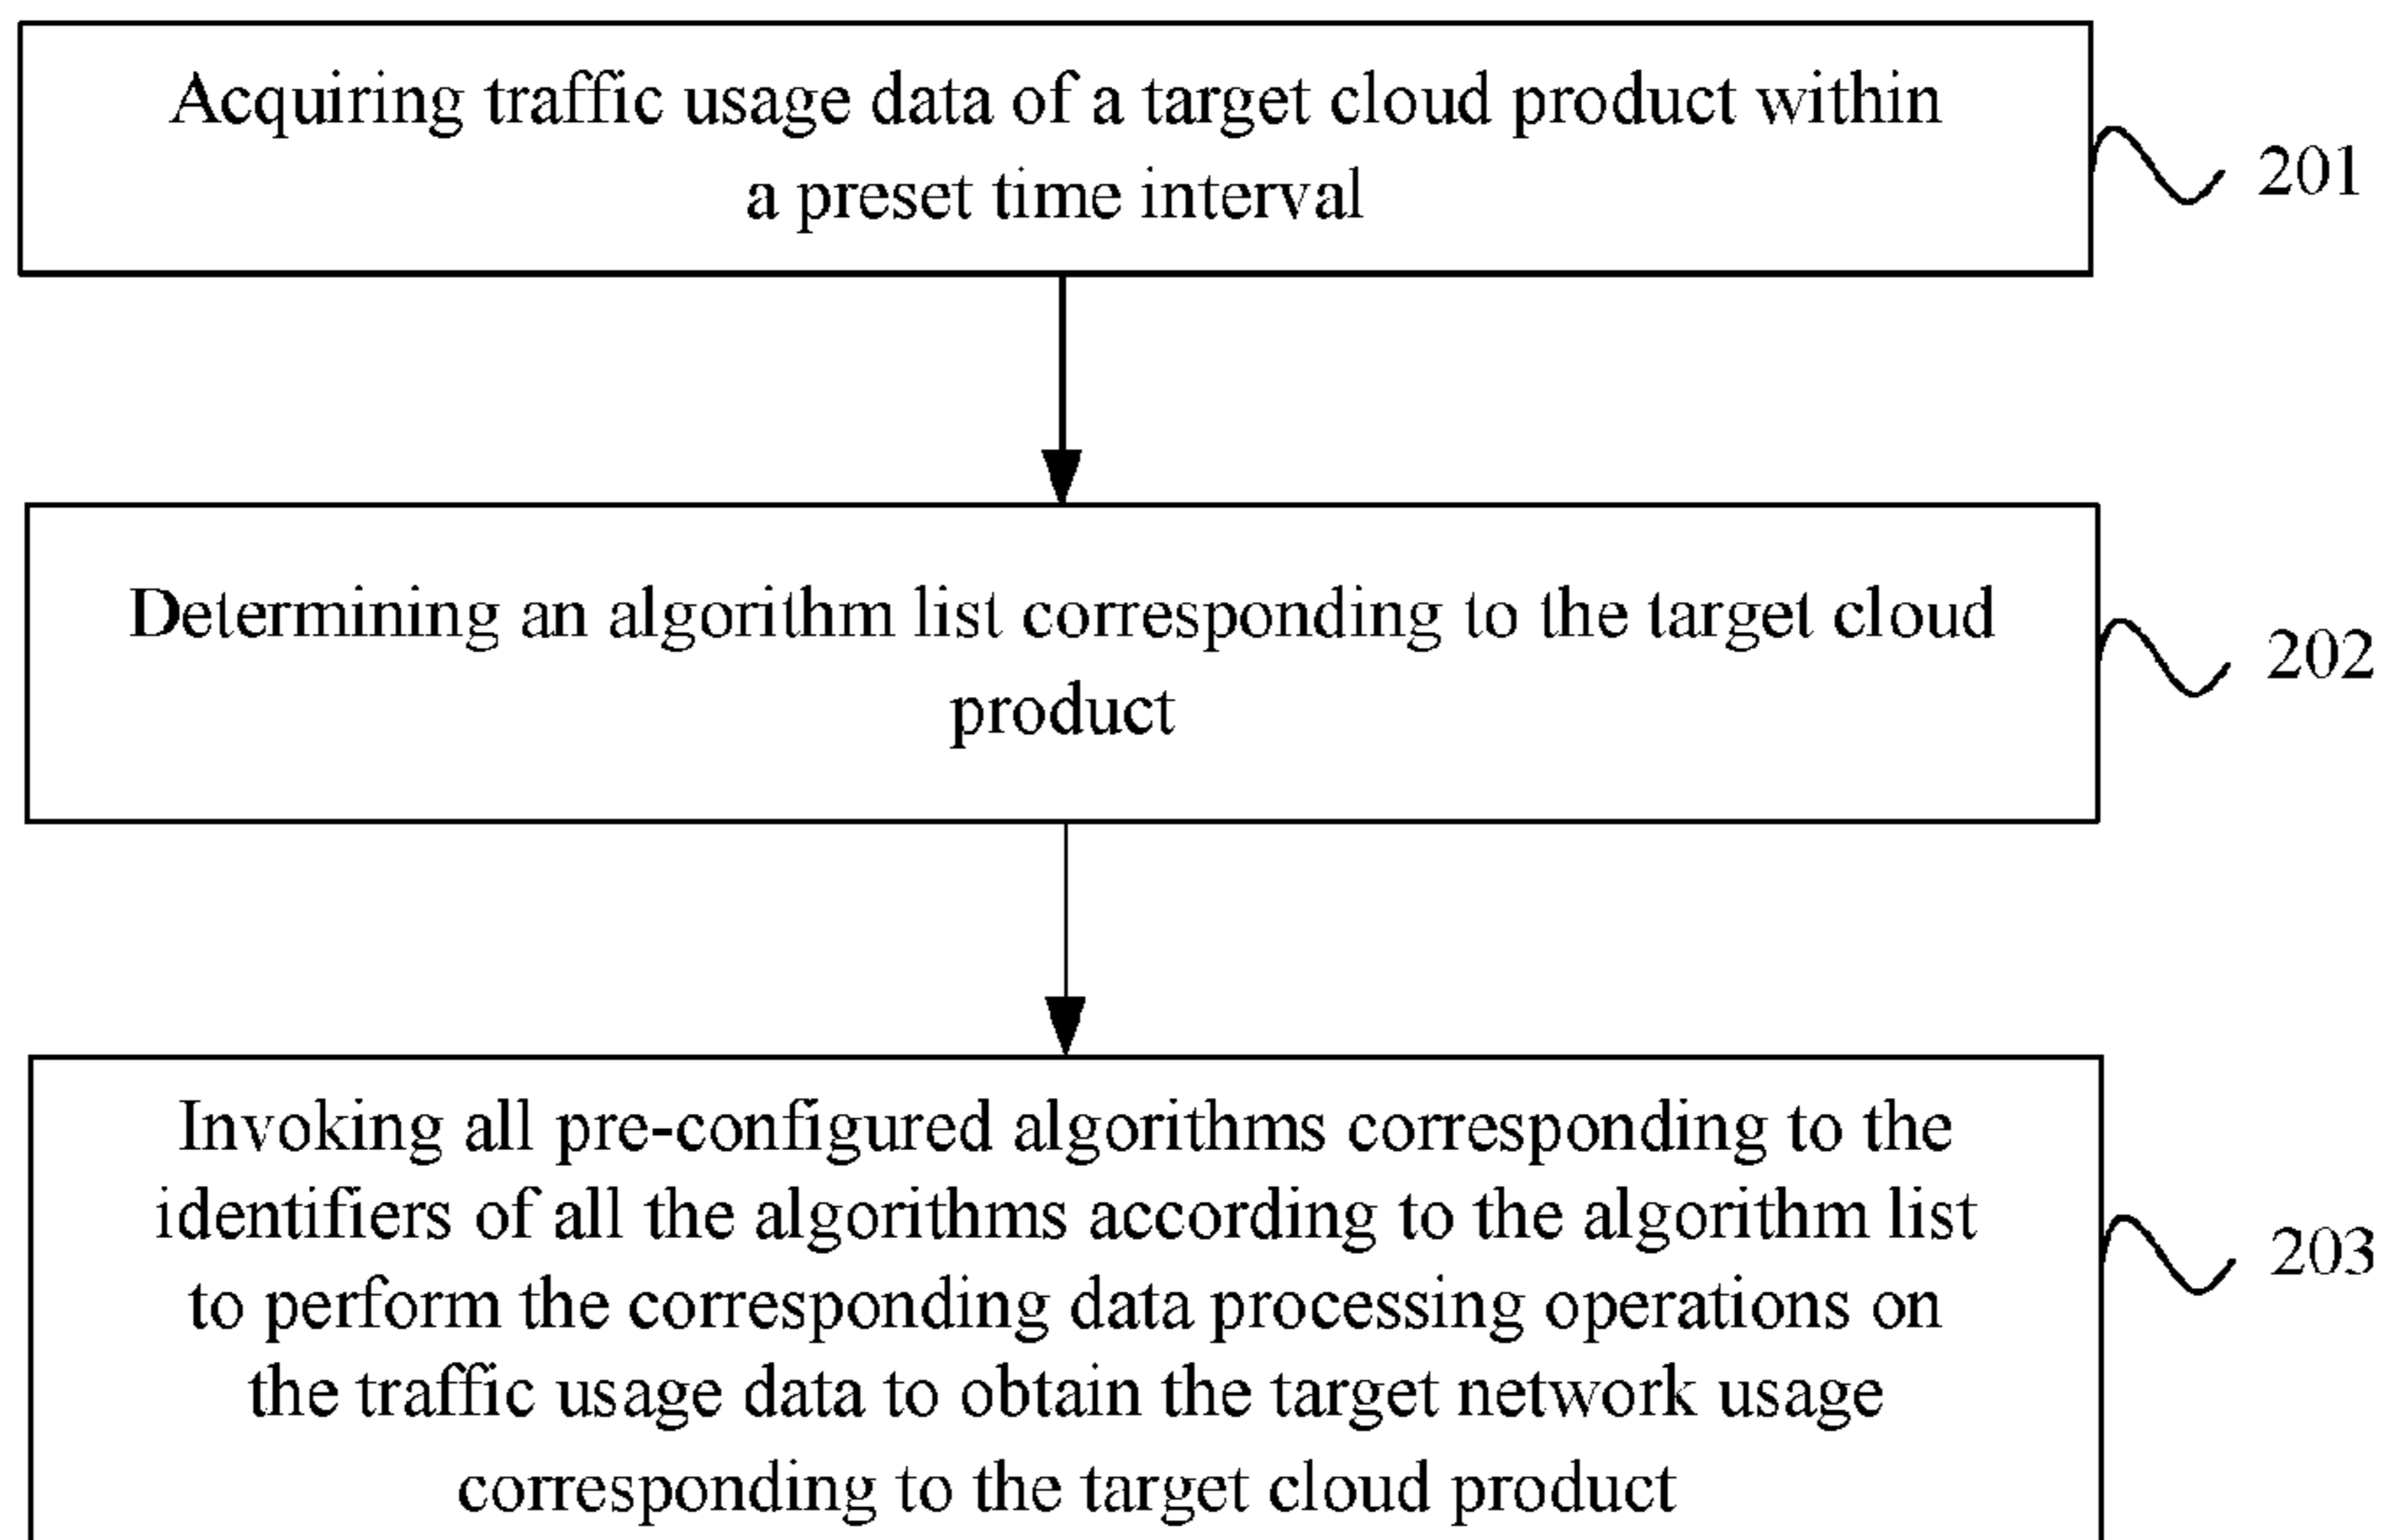 Acquiring traffic usage data of a target cloud product within
a preset time interval
201
Determining an algorithm list corresponding to the target cloud
product
202
Invoking all pre-configured algorithms corresponding to the
identifiers of all the algorithms according to the algorithm list
to perform the corresponding data processing operations on
the traffic usage data to obtain the target network usage
corresponding to the target cloud product
203